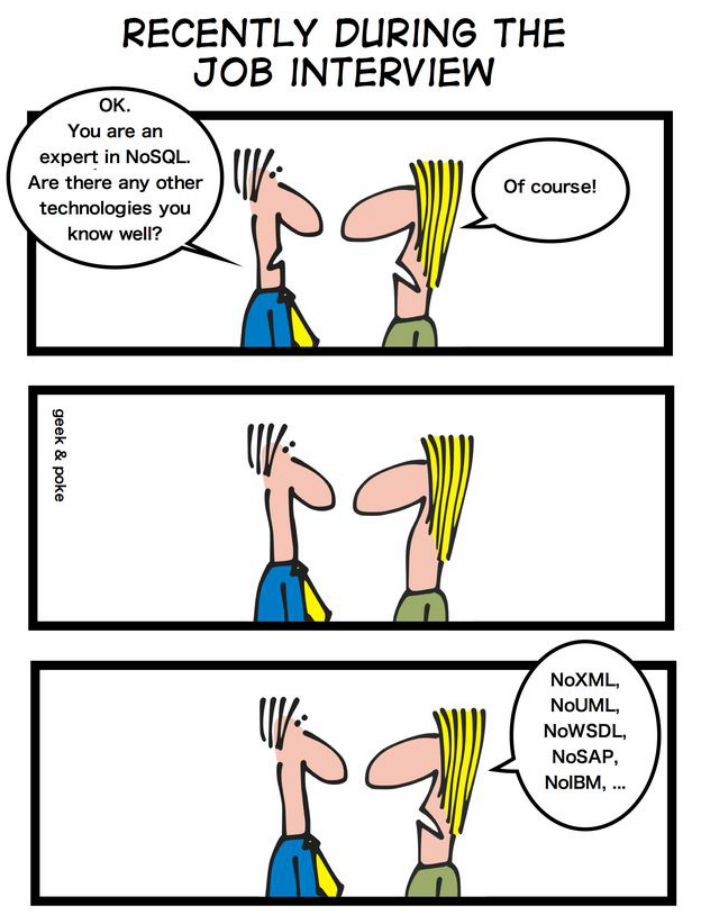 RECENTLY DURING THE
JOB INTERVIEW
OK.
You are an
expert in NoSQL.
Are there any other
technologies you
know well?
Of course!
geek & poke
NoXML,
NoUML,
NoWSDL,
NoSAP,
NoIBM, ...